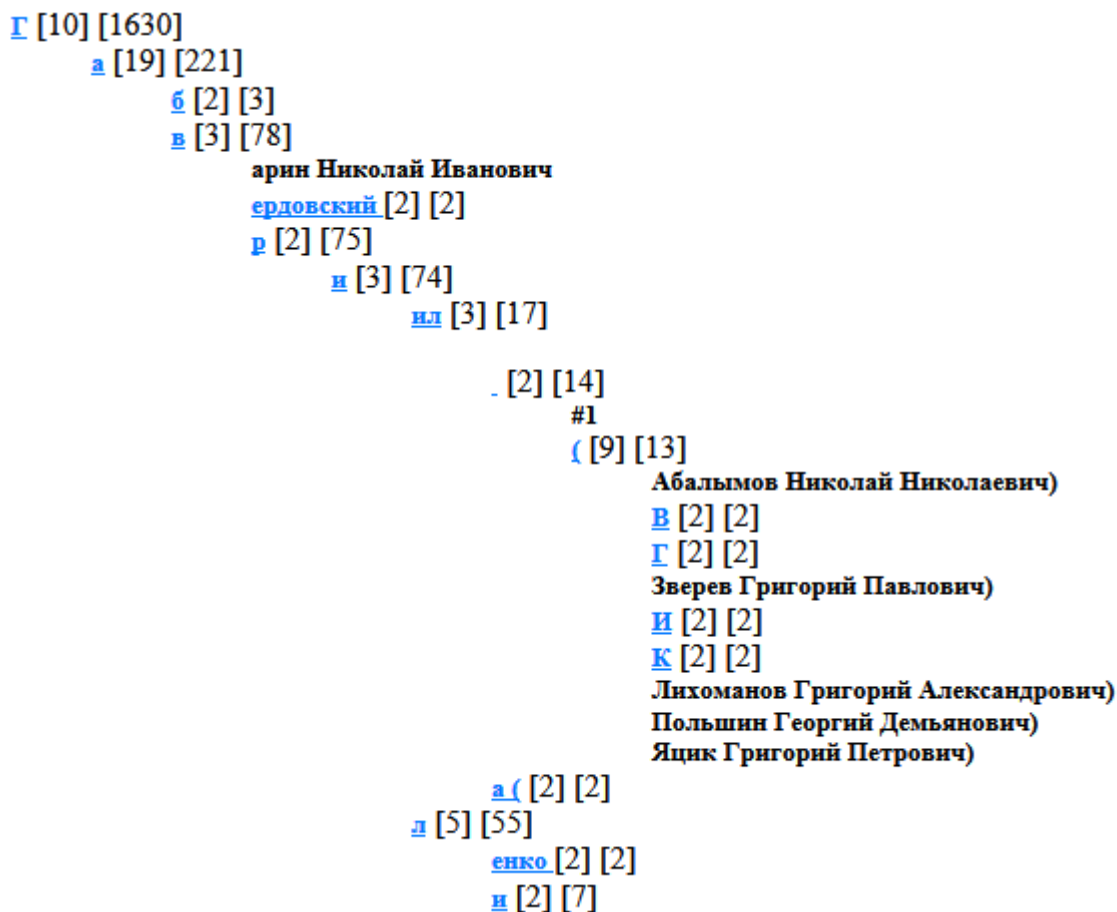 Г [10] [1630]
а [19] [221]
б [2] [3]
в [3] [78]
арин Николай Иванович
ердовский [2] [2]
р [2] [75]
и [3] [74]
ил [3] [17]
[2] [14]
#1
( [9] [13]
Абалымов Николай Николаевич)
В [2] [2]
Г [2] [2]
Зверев Григорий Павлович)
И [2] [2]
К [2] [2]
Лихоманов Григорий Александрович)
Польшин Георгий Демьянович)
Яцик Григорий Петрович)
а ( [2] [2]
л [5] [55]
енко [2] [2]
и [2] [7]